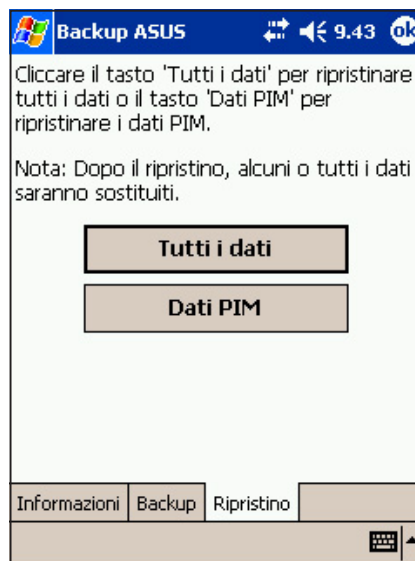 Backup ASUS 9.43 ok
Cliccare il tasto 'Tutti i dati' per ripristinare
tutti i dati o il tasto 'Dati PIM' per
ripristinare i dati PIM.
Nota: Dopo il ripristino, alcuni o tutti i dati
saranno sostituiti.
Tutti i dati
Dati PIM
Informazioni Backup Ripristino